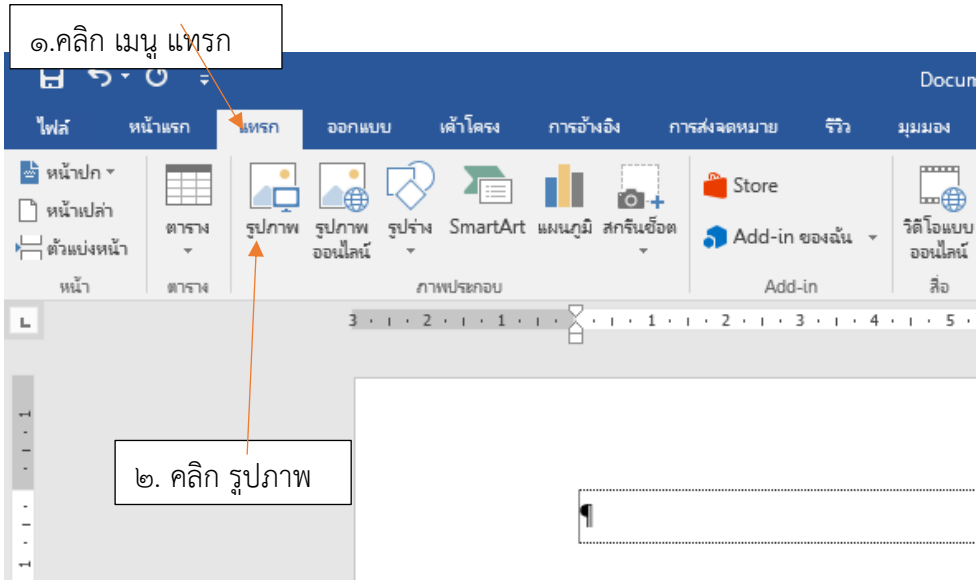 ๑.คลิก เมนู แทรก
Docum
ไฟล์ หน้าแรก แทรก ออกแบบ เค้าโครง การอ้างอิง การส่งจดหมาย รีวิว มุมมอง
หน้าปก
หน้าเปล่า
ตัวแบ่งหน้า
หน้า
ตาราง
ตาราง
รูปภาพ
รูปภาพ
ออนไลน์
รูปร่าง
SmartArt
แผนภูมิ
สกรีนช็อต
ภาพประกอบ
Store
Add-in ของฉัน
Add-in
วิดีโอแบบ
ออนไลน์
สื่อ
L
3 2 1 1 2 3 4 5
1
๒. คลิก รูปภาพ
¶
1